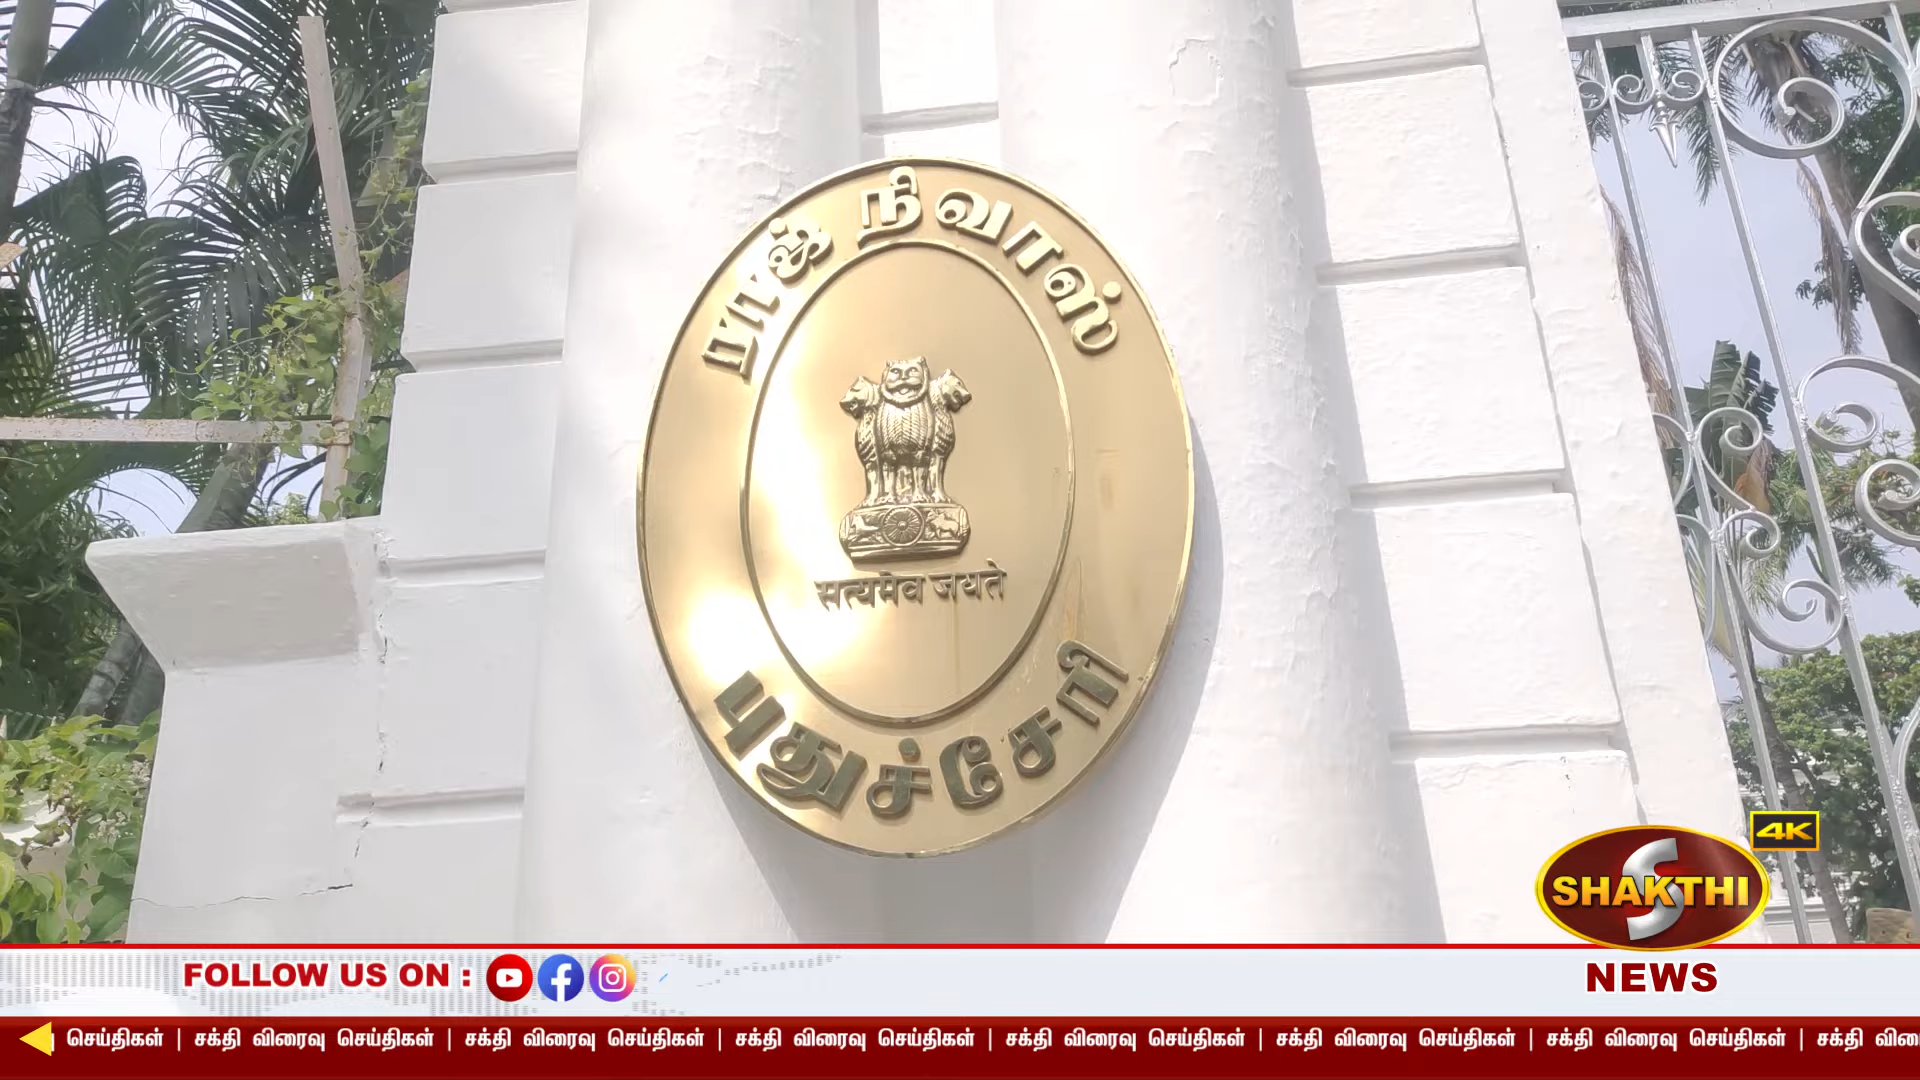 ராஜ் நிவாஸ்
सत्यमेव जयते
புதுச்சேரி
4K
S
SHAKTHI
NEWS
FOLLOW US ON :
செய்திகள் | சக்தி விரைவு செய்திகள் | சக்தி விரைவு செய்திகள் | சக்தி விரைவு செய்திகள் | சக்தி விரைவு செய்திகள் | சக்தி விரைவு செய்திகள் | சக்தி விரைவு செய்திகள் | சக்தி